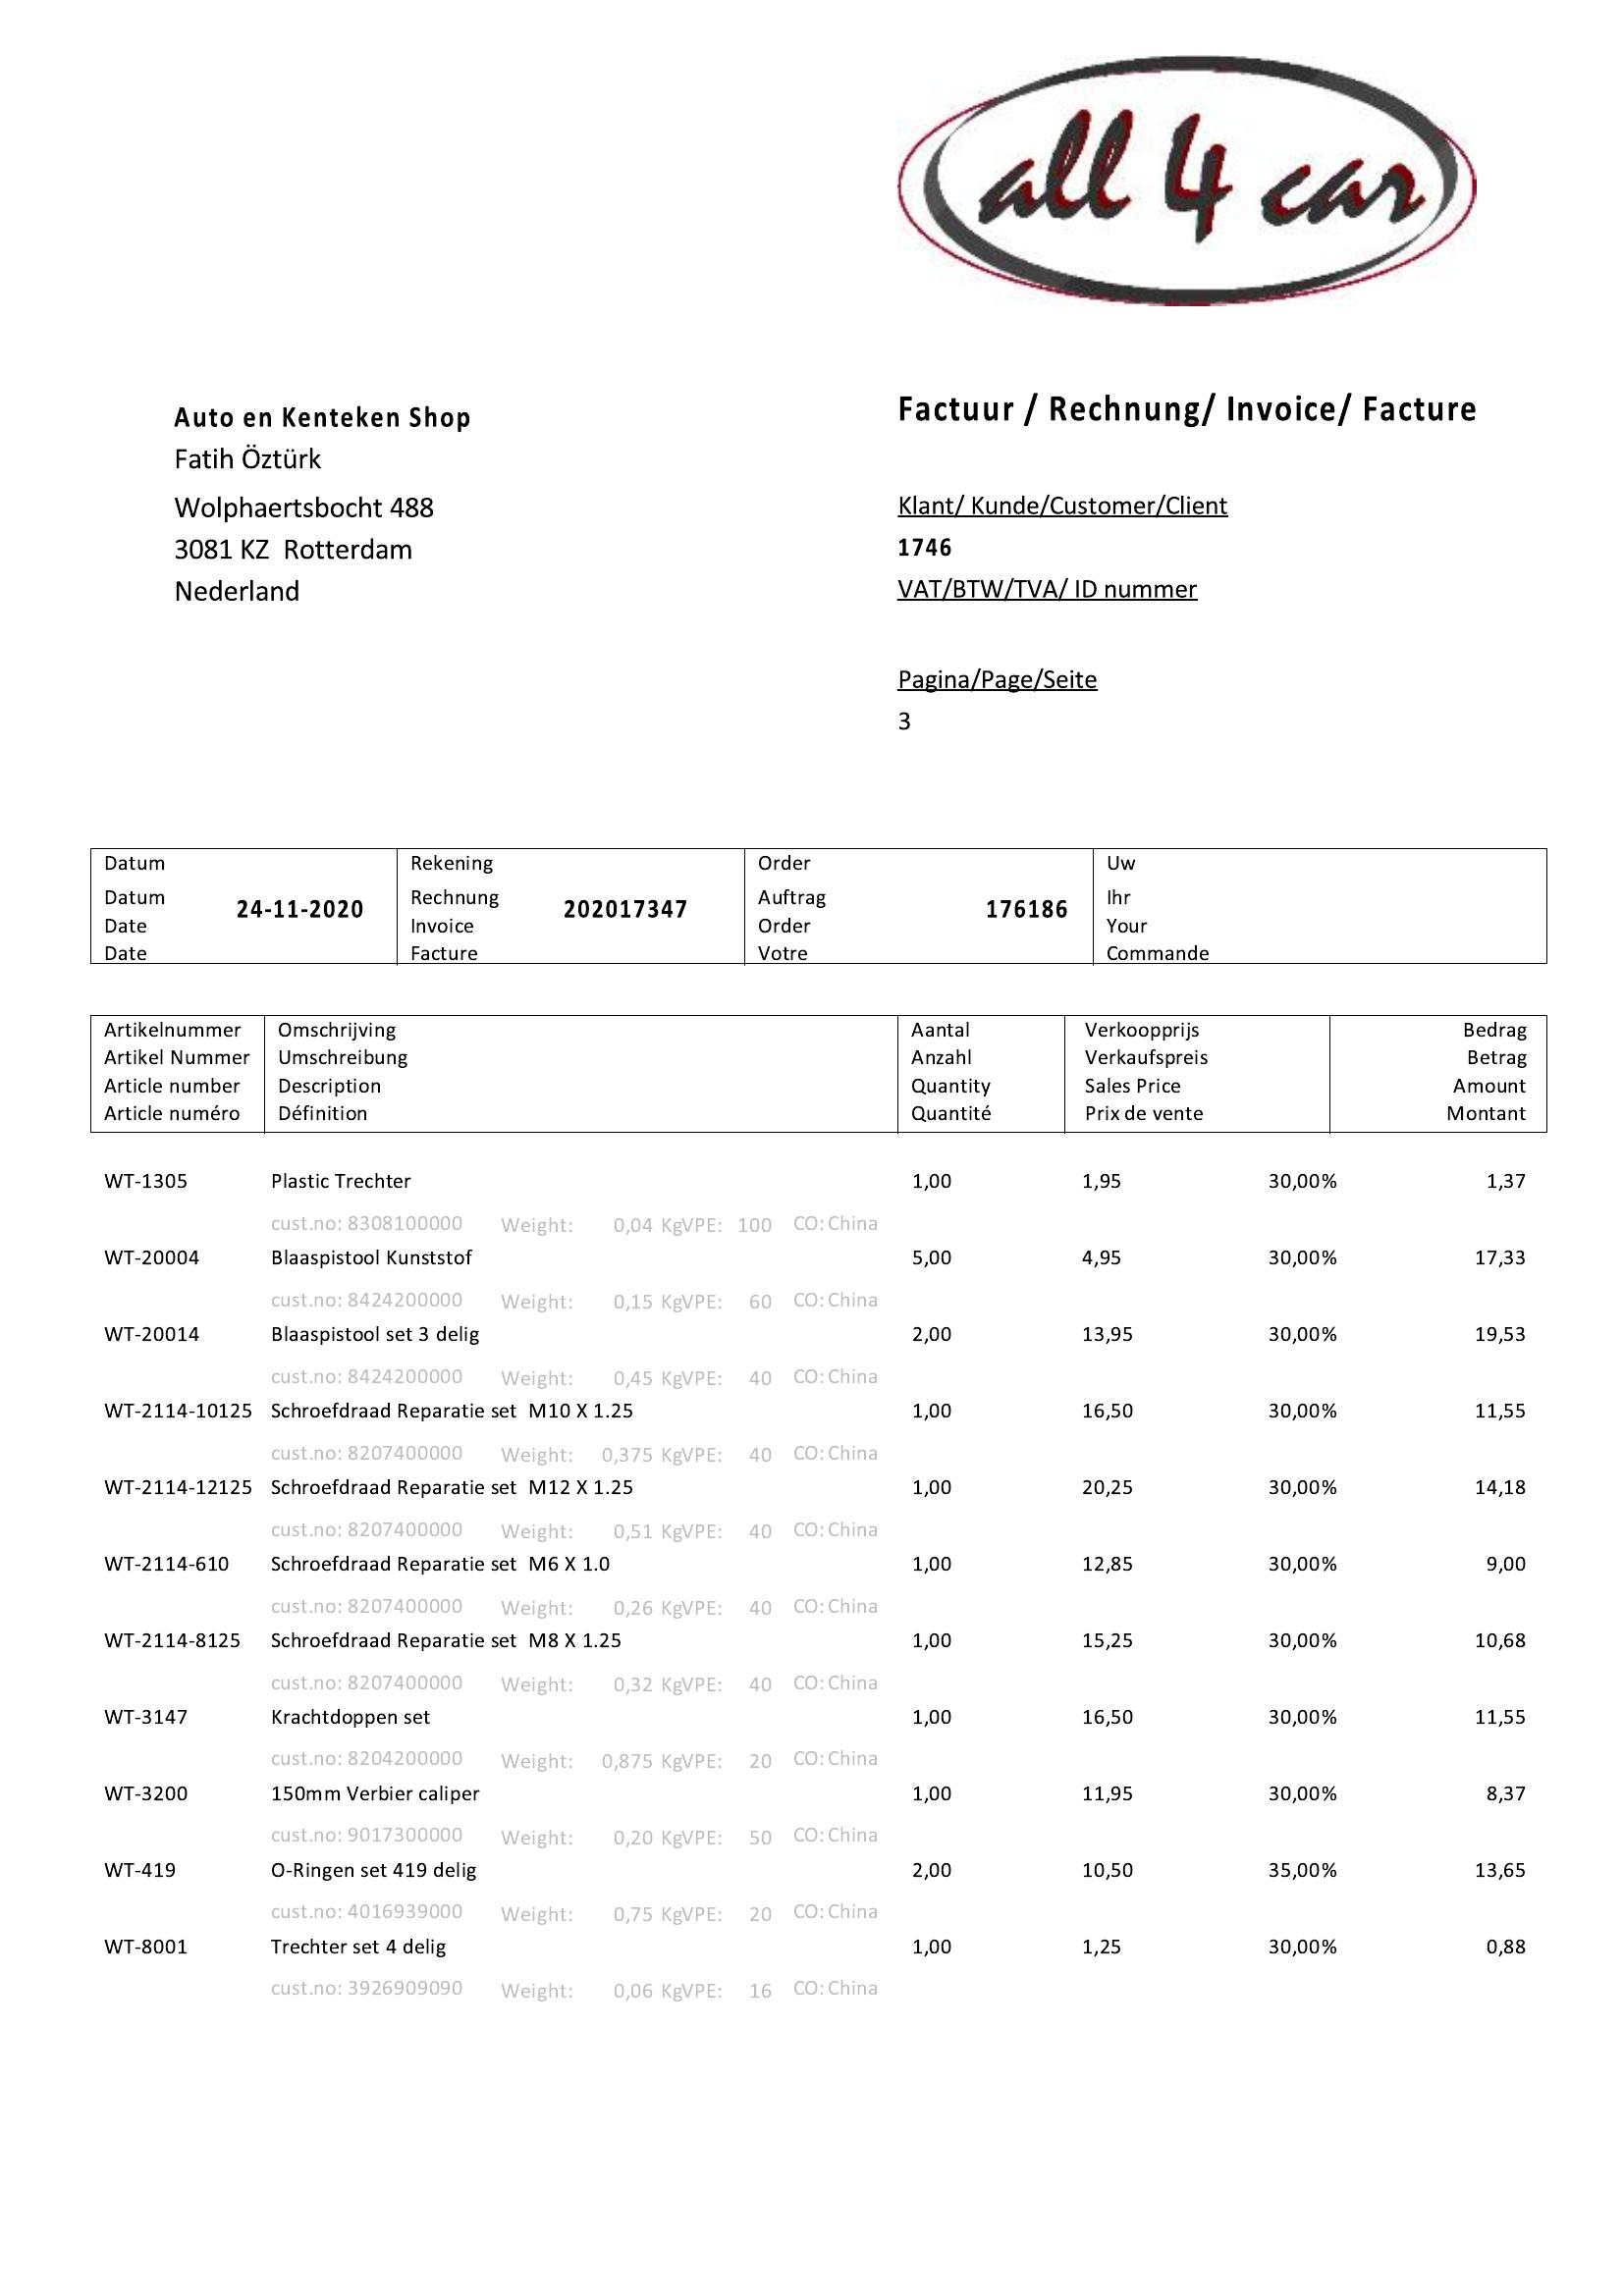 all 4 car
Factuur / Rechnung/ Invoice/ Facture
Auto en Kenteken Shop
Fatih Öztürk
Wolphaertsbocht 488
3081 KZ  Rotterdam
Nederland
Klant/ Kunde/Customer/Client
1746
VAT/BTW/TVA/ ID nummer
Pagina/Page/Seite
3
Datum Rekening Order Uw
Datum 24-11-2020 Rechnung 202017347 Auftrag 176186 Ihr
Date Invoice Order Your
Date Facture Votre Commande
Artikelnummer Omschrijving Aantal Verkoopprijs Bedrag
Artikel Nummer Umschreibung Anzahl Verkaufspreis Betrag
Article number Description Quantity Sales Price Amount
Article numéro Définition Quantité Prix de vente Montant
WT-1305 Plastic Trechter 1,00 1,95 30,00% 1,37
cust.no: 8308100000 Weight: 0,04 KgVPE: 100 CO: China
WT-20004 Blaaspistool Kunststof 5,00 4,95 30,00% 17,33
cust.no: 8424200000 Weight: 0,15 KgVPE: 60 CO: China
WT-20014 Blaaspistool set 3 delig 2,00 13,95 30,00% 19,53
cust.no: 8424200000 Weight: 0,45 KgVPE: 40 CO: China
WT-2114-10125 Schroefdraad Reparatie set  M10 X 1.25 1,00 16,50 30,00% 11,55
cust.no: 8207400000 Weight: 0,375 KgVPE: 40 CO: China
WT-2114-12125 Schroefdraad Reparatie set  M12 X 1.25 1,00 20,25 30,00% 14,18
cust.no: 8207400000 Weight: 0,51 KgVPE: 40 CO: China
WT-2114-610 Schroefdraad Reparatie set  M6 X 1.0 1,00 12,85 30,00% 9,00
cust.no: 8207400000 Weight: 0,26 KgVPE: 40 CO: China
WT-2114-8125 Schroefdraad Reparatie set  M8 X 1.25 1,00 15,25 30,00% 10,68
cust.no: 8207400000 Weight: 0,32 KgVPE: 40 CO: China
WT-3147 Krachtdoppen set 1,00 16,50 30,00% 11,55
cust.no: 8204200000 Weight: 0,875 KgVPE: 20 CO: China
WT-3200 150mm Verbier caliper 1,00 11,95 30,00% 8,37
cust.no: 9017300000 Weight: 0,20 KgVPE: 50 CO: China
WT-419 O-Ringen set 419 delig 2,00 10,50 35,00% 13,65
cust.no: 4016939000 Weight: 0,75 KgVPE: 20 CO: China
WT-8001 Trechter set 4 delig 1,00 1,25 30,00% 0,88
cust.no: 3926909090 Weight: 0,06 KgVPE: 16 CO: China